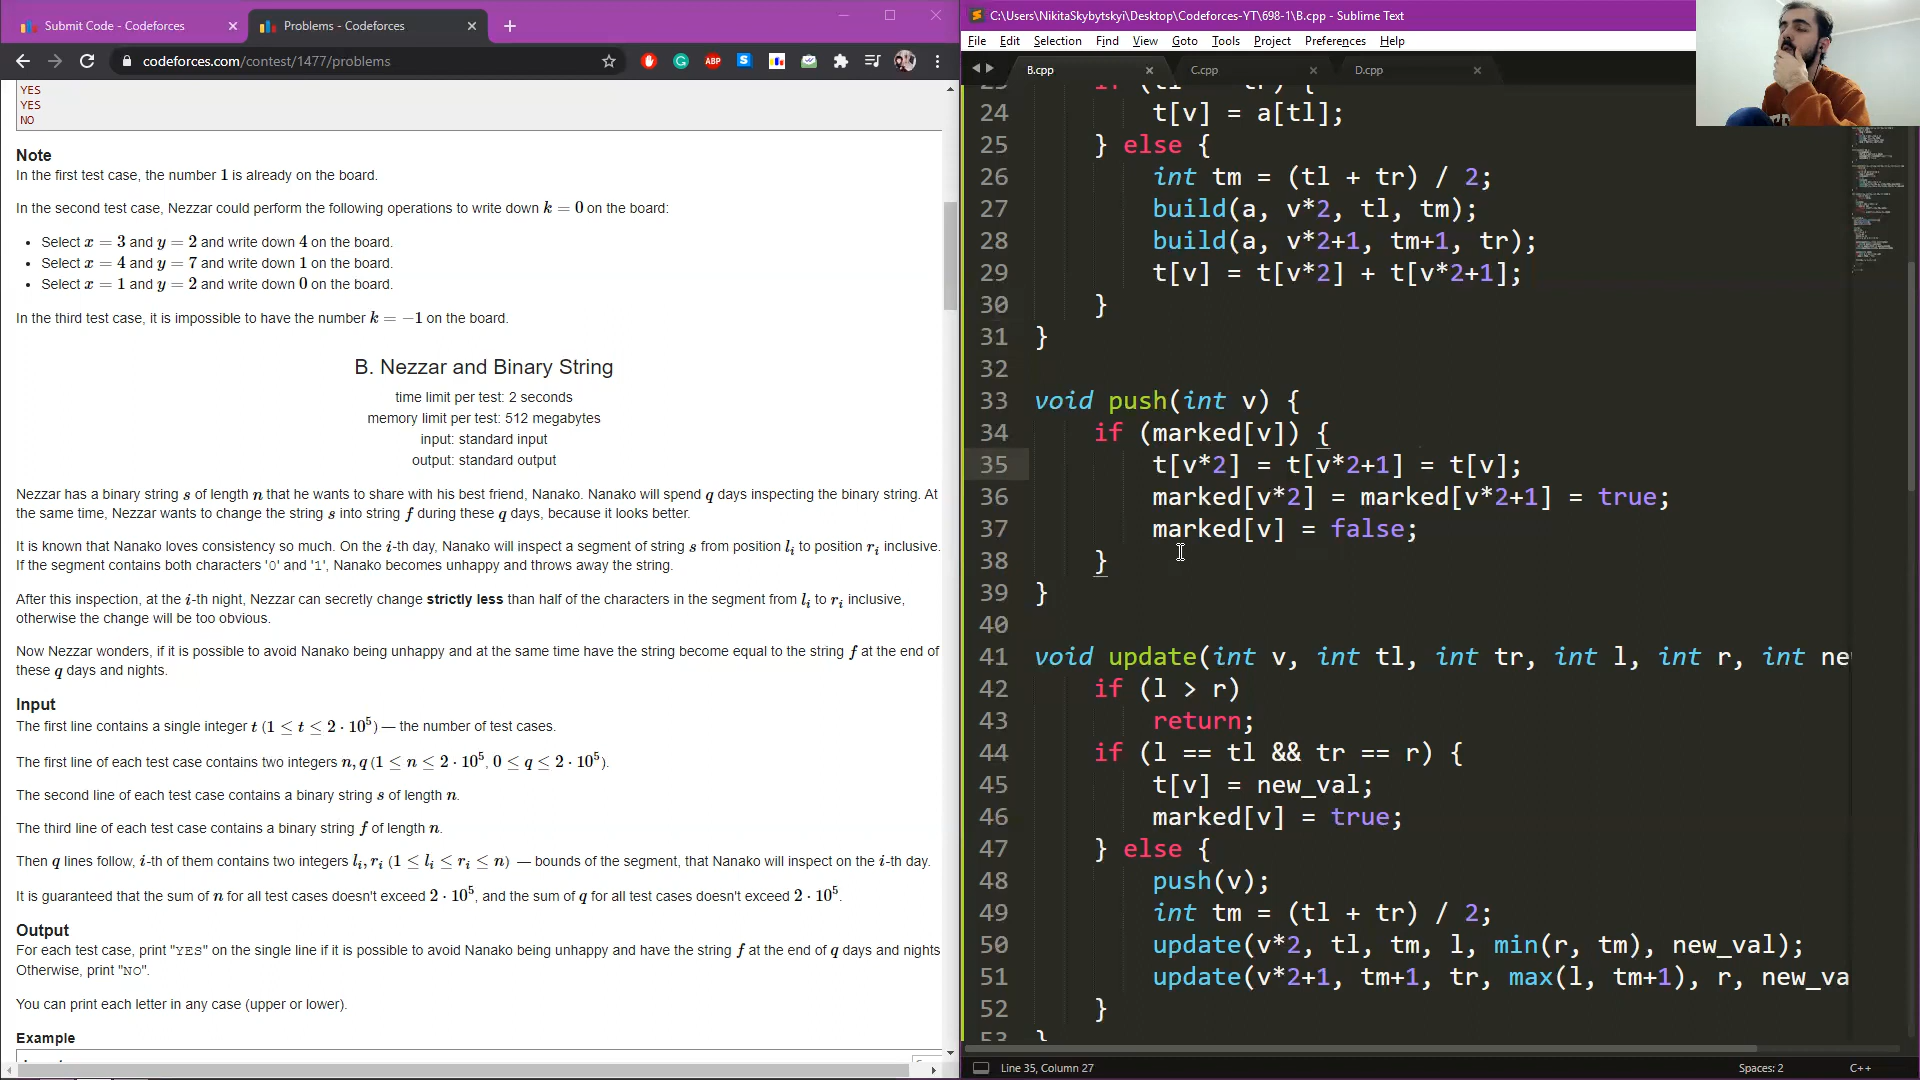 Submit Code - Codeforces
Problems - Codeforces
codeforces.com/contest/1477/problems
YES
YES
NO
Note
In the first test case, the number 1 is already on the board.
In the second test case, Nezzar could perform the following operations to write down k = 0 on the board:
• Select x = 3 and y = 2 and write down 4 on the board.
• Select x = 4 and y = 7 and write down 1 on the board.
• Select x = 1 and y = 2 and write down 0 on the board.
In the third test case, it is impossible to have the number k = −1 on the board.
B. Nezzar and Binary String
time limit per test: 2 seconds
memory limit per test: 512 megabytes
input: standard input
output: standard output
Nezzar has a binary string s of length n that he wants to share with his best friend, Nanako. Nanako will spend q days inspecting the binary string. At
the same time, Nezzar wants to change the string s into string f during these q days, because it looks better.
It is known that Nanako loves consistency so much. On the i-th day, Nanako will inspect a segment of string s from position l_i to position r_i inclusive.
If the segment contains both characters '0' and '1', Nanako becomes unhappy and throws away the string.
After this inspection, at the i-th night, Nezzar can secretly change strictly less than half of the characters in the segment from l_i to r_i inclusive,
otherwise the change will be too obvious.
Now Nezzar wonders, if it is possible to avoid Nanako being unhappy and at the same time have the string become equal to the string f at the end of
these q days and nights.
Input
The first line contains a single integer t (1 ≤ t ≤ 2 · 10^5) — the number of test cases.
The first line of each test case contains two integers n, q (1 ≤ n ≤ 2 · 10^5, 0 ≤ q ≤ 2 · 10^5).
The second line of each test case contains a binary string s of length n.
The third line of each test case contains a binary string f of length n.
Then q lines follow, i-th of them contains two integers l_i, r_i (1 ≤ l_i ≤ r_i ≤ n) — bounds of the segment, that Nanako will inspect on the i-th day.
It is guaranteed that the sum of n for all test cases doesn't exceed 2 · 10^5, and the sum of q for all test cases doesn't exceed 2 · 10^5.
Output
For each test case, print "YES" on the single line if it is possible to avoid Nanako being unhappy and have the string f at the end of q days and nights
Otherwise, print "NO".
You can print each letter in any case (upper or lower).
Example
C:\Users\NikitaSkybytskyi\Desktop\Codeforces-YT\698-1\B.cpp - Sublime Text
File Edit Selection Find View Goto Tools Project Preferences Help
B.cpp
C.cpp
D.cpp
24 t[v] = a[tl];
25 } else {
26 int tm = (tl + tr) / 2;
27 build(a, v*2, tl, tm);
28 build(a, v*2+1, tm+1, tr);
29 t[v] = t[v*2] + t[v*2+1];
30 }
31 }
32
33 void push(int v) {
34 if (marked[v]) {
35 t[v*2] = t[v*2+1] = t[v];
36 marked[v*2] = marked[v*2+1] = true;
37 marked[v] = false;
38 }
39 }
40
41 void update(int v, int tl, int tr, int l, int r, int ne
42 if (l > r)
43 return;
44 if (l == tl && tr == r) {
45 t[v] = new_val;
46 marked[v] = true;
47 } else {
48 push(v);
49 int tm = (tl + tr) / 2;
50 update(v*2, tl, tm, l, min(r, tm), new_val);
51 update(v*2+1, tm+1, tr, max(l, tm+1), r, new_va
52 }
53 }
Line 35, Column 27
Spaces: 2
C++